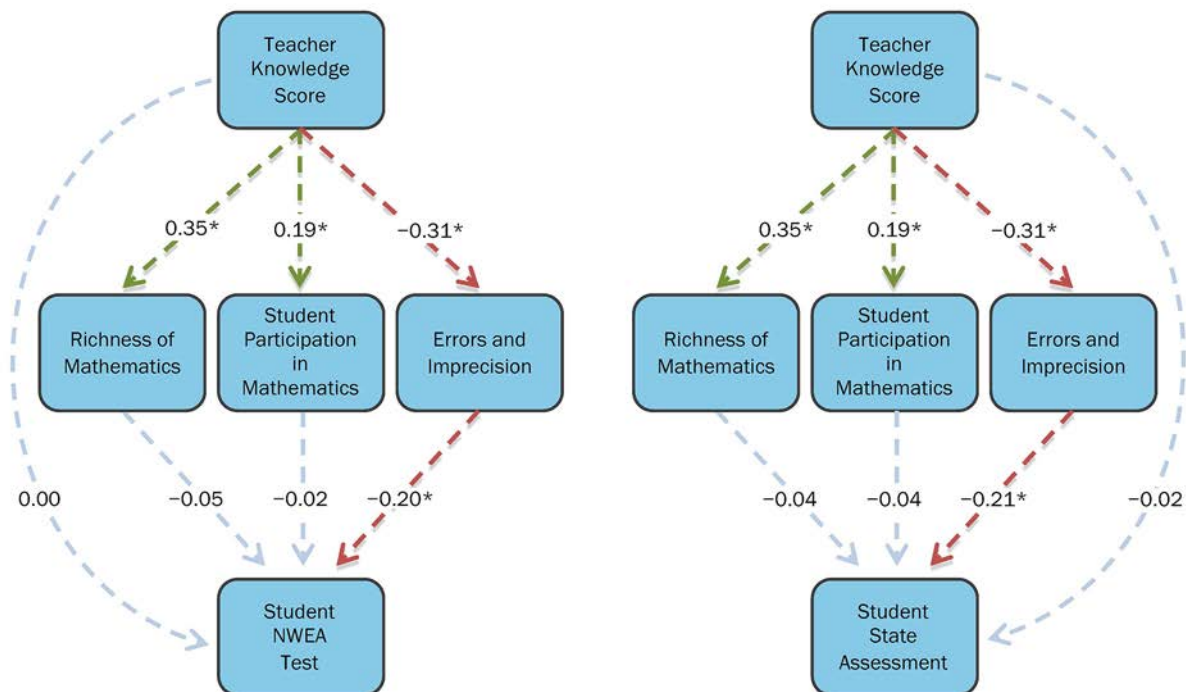 Teacher
Knowledge
Score
0.35*
0.19*
−0.31*
Richness of
Mathematics
Student
Participation
in
Mathematics
Errors and
Imprecision
0.00
−0.05
−0.02
−0.20*
Student
NWEA
Test
Teacher
Knowledge
Score
0.35*
0.19*
−0.31*
Richness of
Mathematics
Student
Participation
in
Mathematics
Errors and
Imprecision
−0.04
−0.04
−0.21*
−0.02
Student
State
Assessment